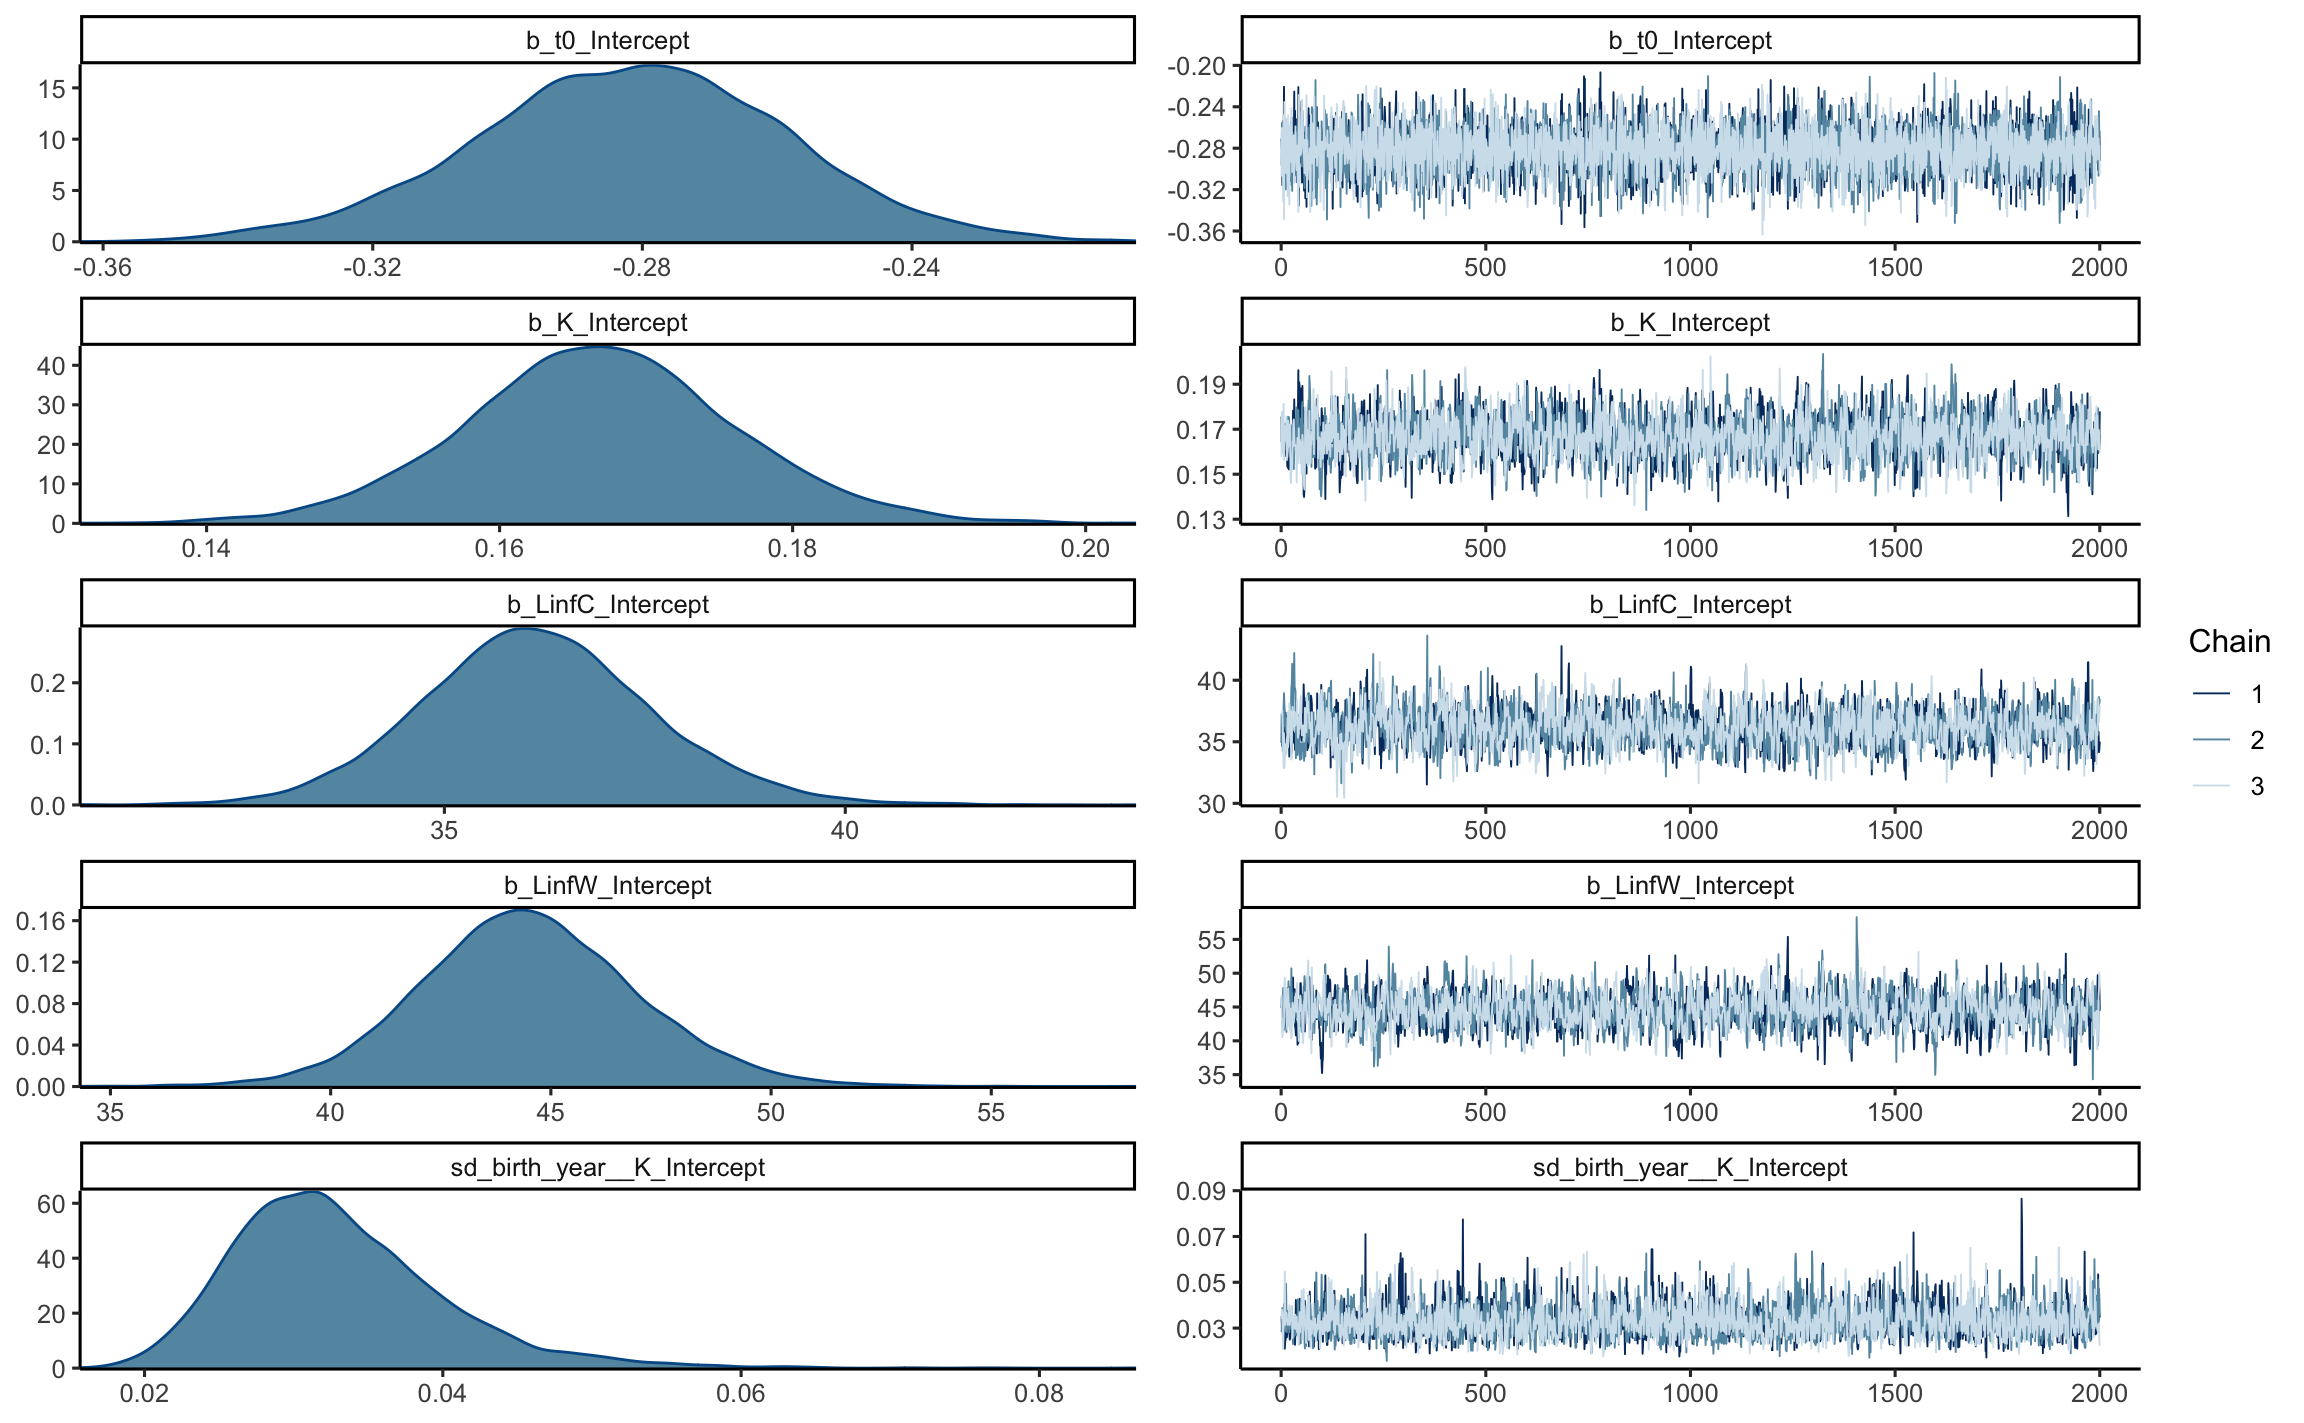 b_t0_Intercept
15
10
5
0
-0.36 -0.32 -0.28 -0.24
b_t0_Intercept
-0.20
-0.24
-0.28
-0.32
-0.36
0 500 1000 1500 2000
b_K_Intercept
40
30
20
10
0
0.14 0.16 0.18 0.20
b_K_Intercept
0.19
0.17
0.15
0.13
0 500 1000 1500 2000
b_LinfC_Intercept
0.2
0.1
0.0
35 40
b_LinfC_Intercept
40
35
30
0 500 1000 1500 2000
b_LinfW_Intercept
0.16
0.12
0.08
0.04
0.00
35 40 45 50 55
b_LinfW_Intercept
55
50
45
40
35
0 500 1000 1500 2000
sd_birth_year__K_Intercept
60
40
20
0
0.02 0.04 0.06 0.08
sd_birth_year__K_Intercept
0.09
0.07
0.05
0.03
0 500 1000 1500 2000
Chain
1
2
3